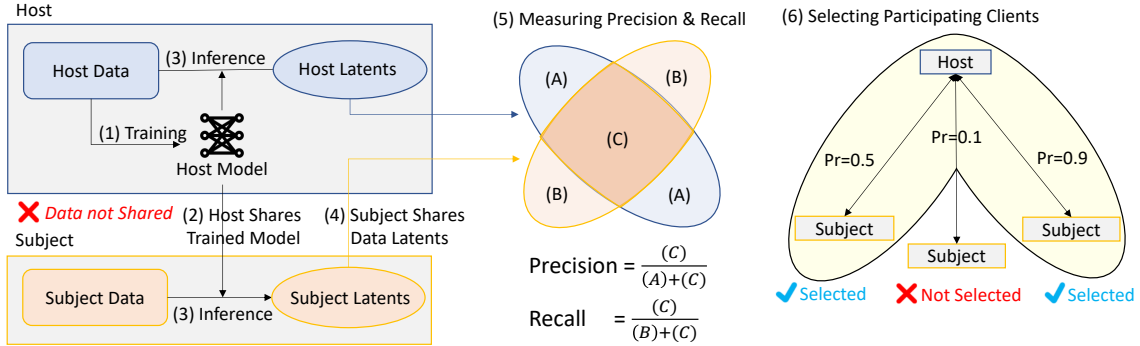 Host
Host Data
(3) Inference
Host Latents
(1) Training
Host Model
Data not Shared
(2) Host Shares
Trained Model
(4) Subject Shares
Data Latents
Subject
Subject Data
(3) Inference
Subject Latents
(5) Measuring Precision & Recall
(A)
(B)
(C)
(B)
(A)
Precision = (C) / (A)+(C)
Recall = (C) / (B)+(C)
(6) Selecting Participating Clients
Host
Pr=0.5
Pr=0.1
Pr=0.9
Subject
Subject
Subject
Selected
Not Selected
Selected